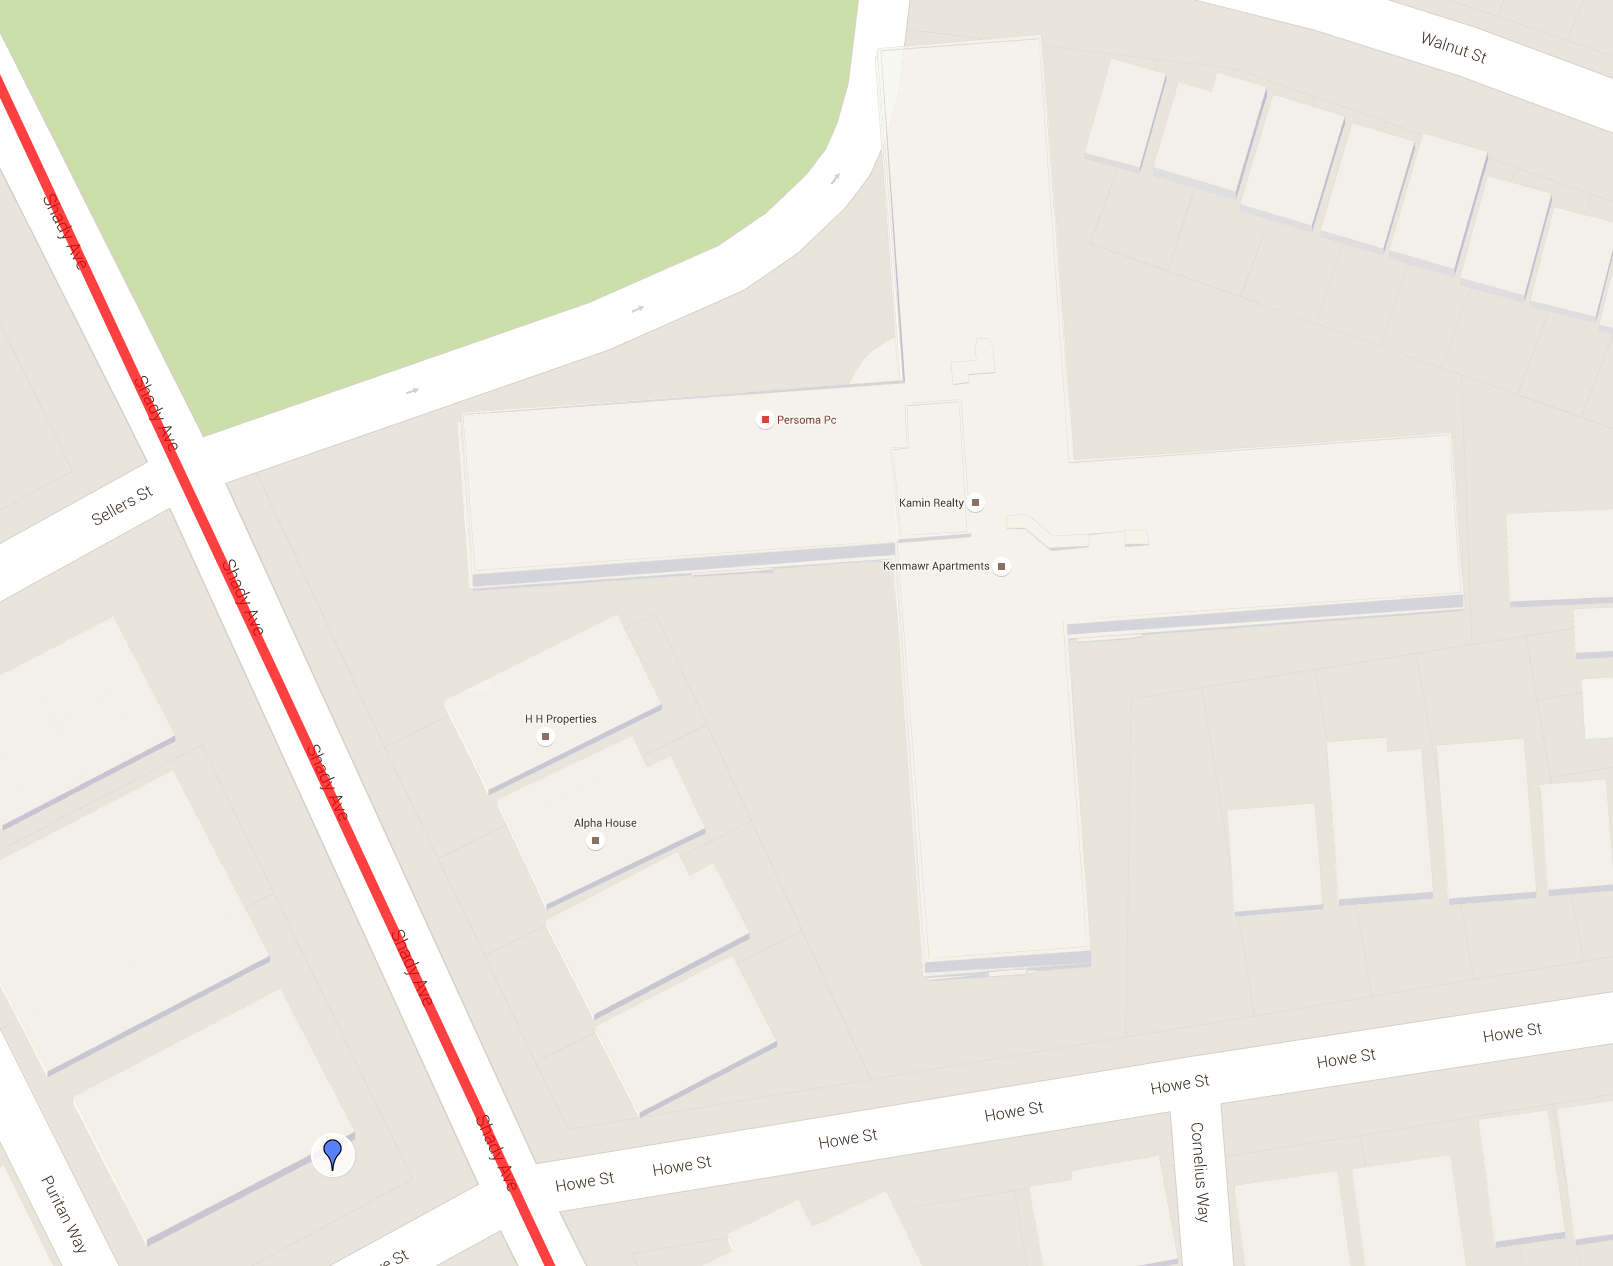 Walnut St
Shady Ave
Shady Ave
Persoma Pc
Sellers St
Kamin Realty
Kenmawr Apartments
Shady Ave
H H Properties
Shady Ave
Alpha House
Shady Ave
Howe St
Howe St
Howe St
Howe St
Howe St
Howe St
Shady Ave
Howe St
Cornelius Way
Puritan Way
St